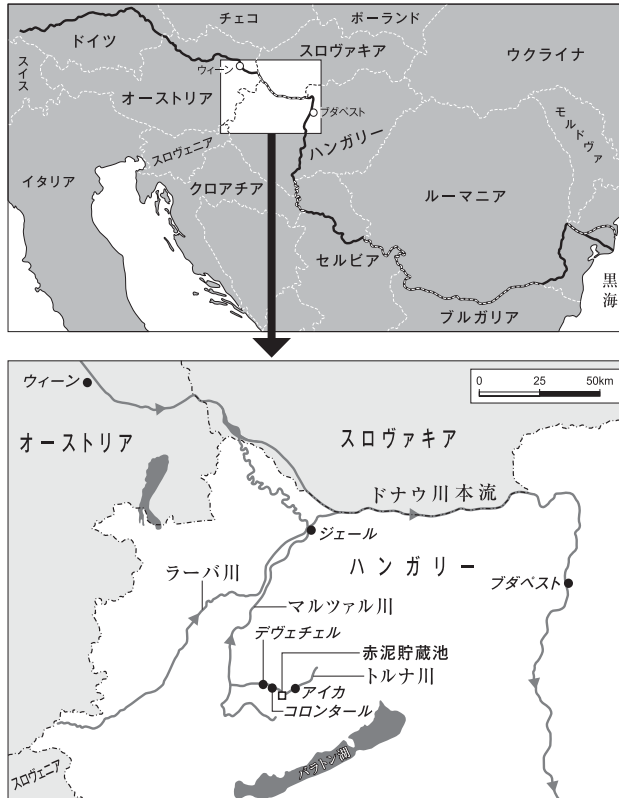 チェコ
ポーランド
ドイツ
スロヴァキア
ウクライナ
スイス
ウィーン
オーストリア
ブダペスト
モルドヴァ
ハンガリー
スロヴェニア
イタリア
クロアチア
ルーマニア
セルビア
黒海
ブルガリア
ウィーン
0 25 50km
オーストリア
スロヴァキア
ドナウ川本流
ジェール
ハンガリー
ラーバ川
ブダペスト
マルツァル川
デヴェチェル
赤泥貯蔵池
トルナ川
アイカ
コロンタール
バラトン湖
スロヴェニア